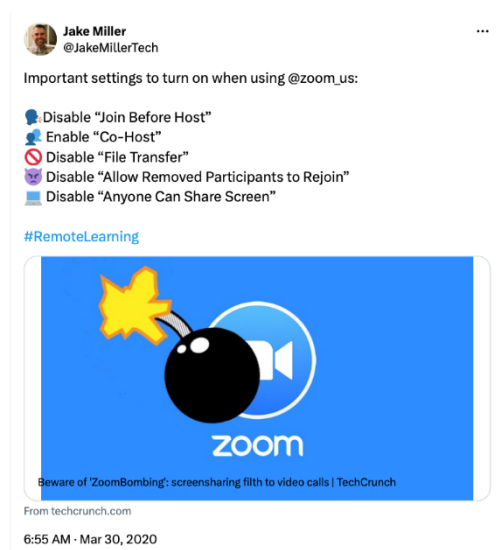 Jake Miller
@JakeMillerTech
Important settings to turn on when using @zoom_us:
Disable “Join Before Host”
Enable “Co-Host”
Disable “File Transfer”
Disable “Allow Removed Participants to Rejoin”
Disable “Anyone Can Share Screen”
#RemoteLearning
zoom
Beware of 'ZoomBombing': screensharing filth to video calls | TechCrunch
From techcrunch.com
6:55 AM · Mar 30, 2020